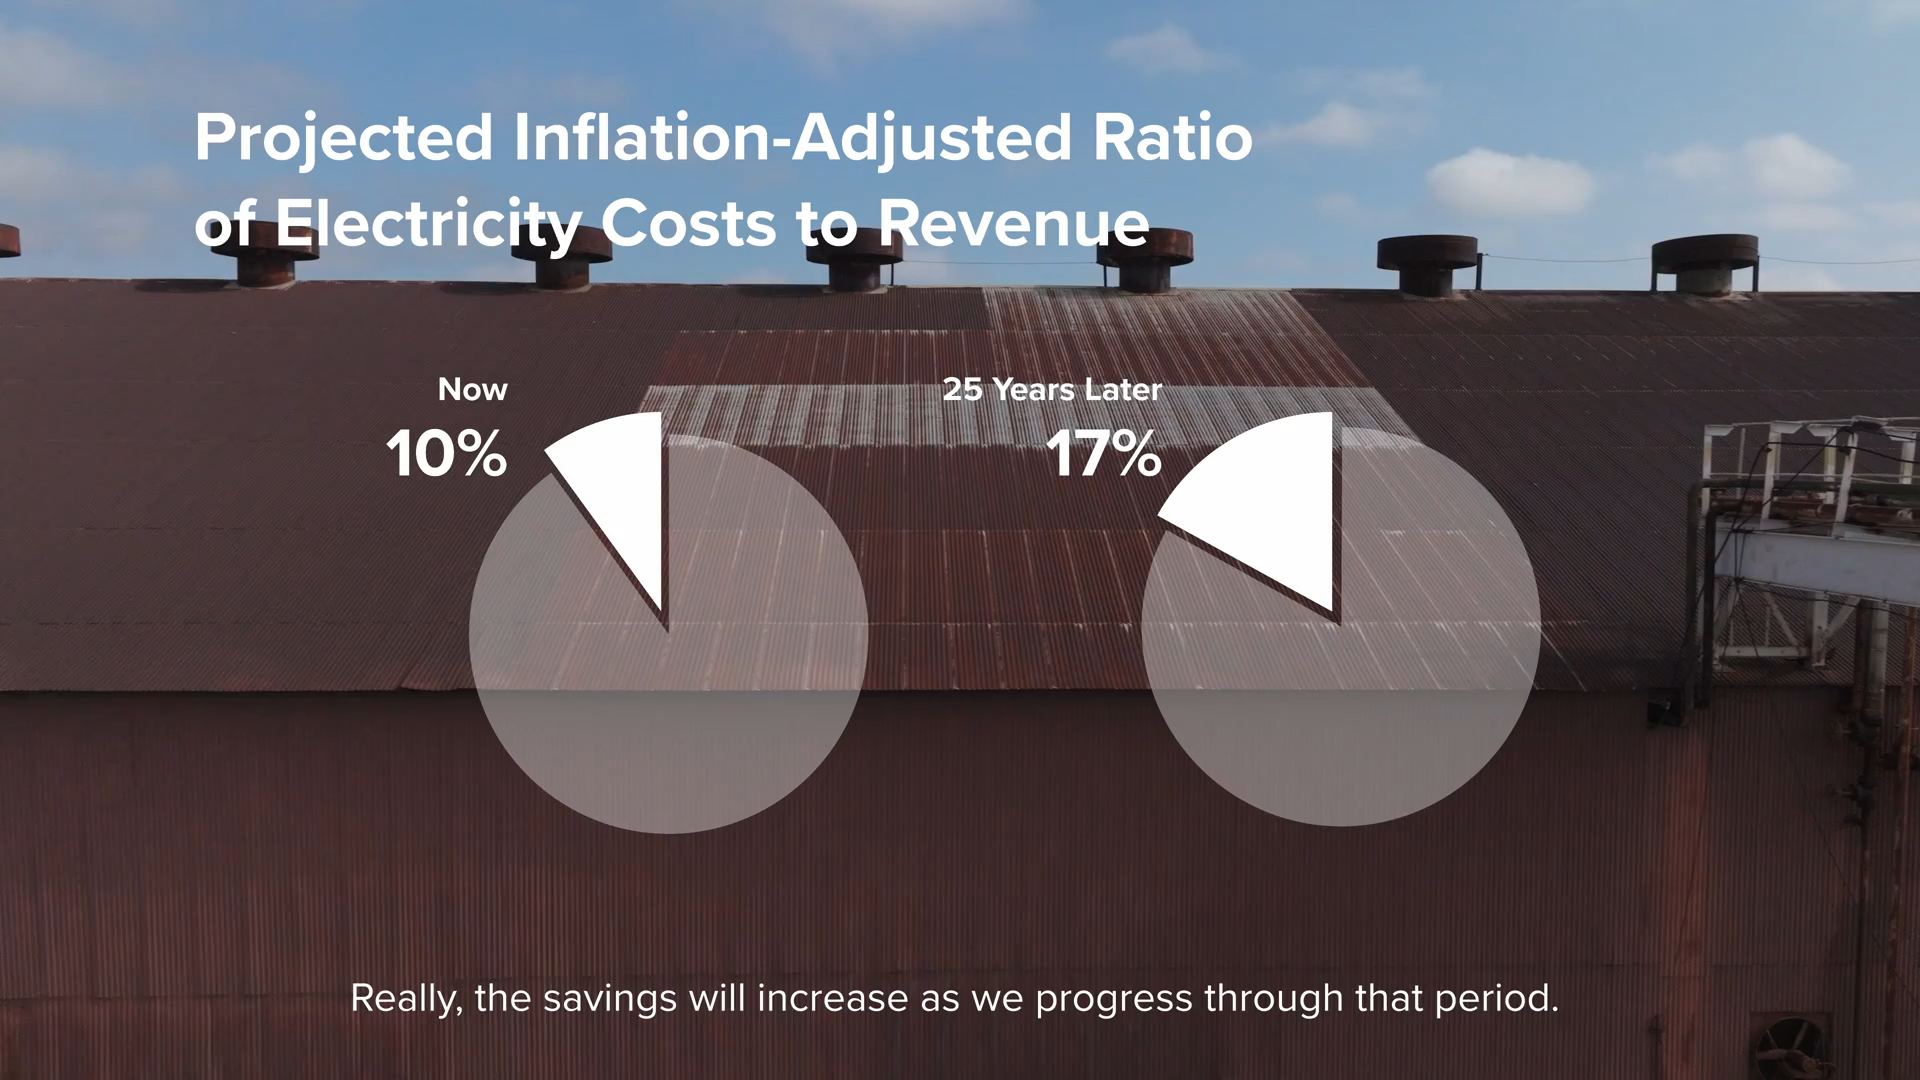 Projected Inflation-Adjusted Ratio
of Electricity Costs to Revenue
Now
10%
25 Years Later
17%
Really, the savings will increase as we progress through that period.